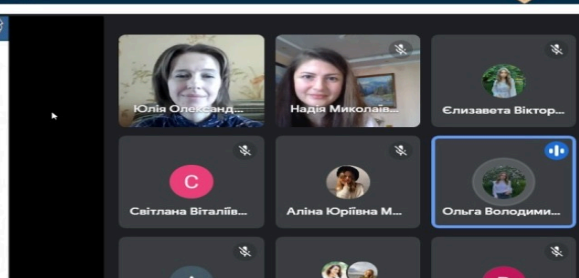 Юлія Олександ...
Надія Миколаїв...
Єлизавета Віктор...
С
Світлана Віталіїв...
Аліна Юріївна М...
Ольга Володими...